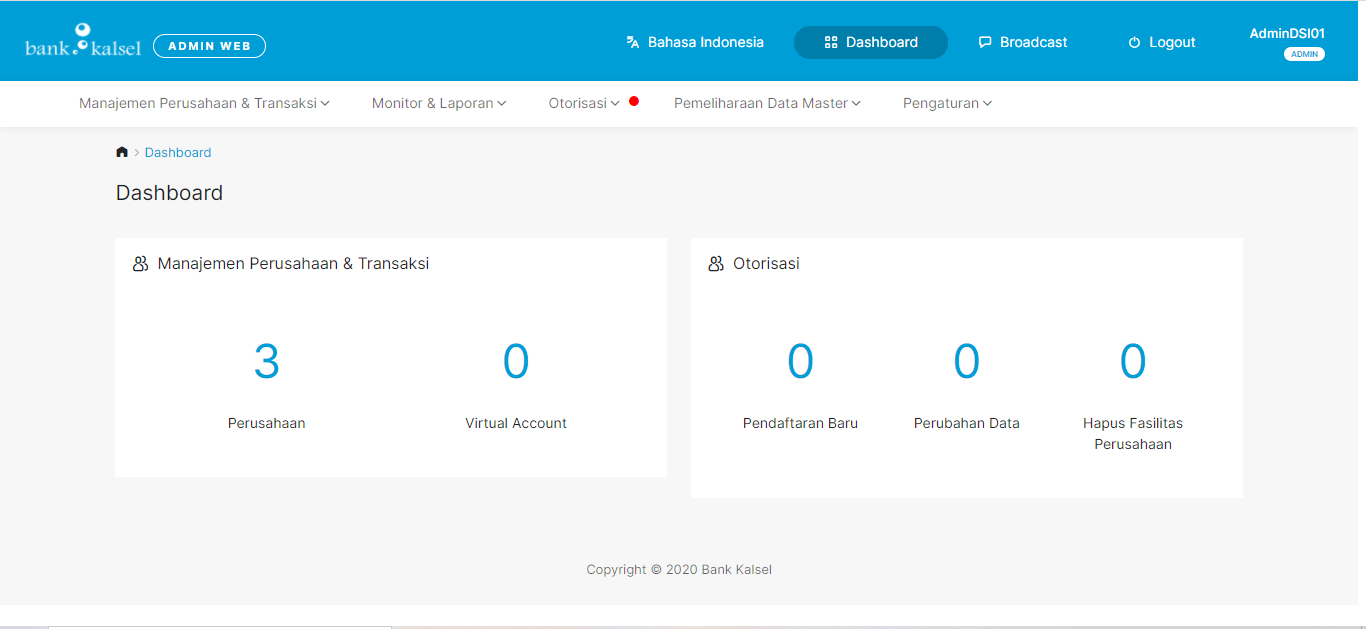 bank kalsel
ADMIN WEB
Bahasa Indonesia
Dashboard
Broadcast
Logout
AdminDSI01
ADMIN
Manajemen Perusahaan & Transaksi
Monitor & Laporan
Otorisasi
Pemeliharaan Data Master
Pengaturan
Dashboard
Dashboard
Manajemen Perusahaan & Transaksi
3
Perusahaan
0
Virtual Account
Otorisasi
0
Pendaftaran Baru
0
Perubahan Data
0
Hapus Fasilitas
Perusahaan
Copyright © 2020 Bank Kalsel